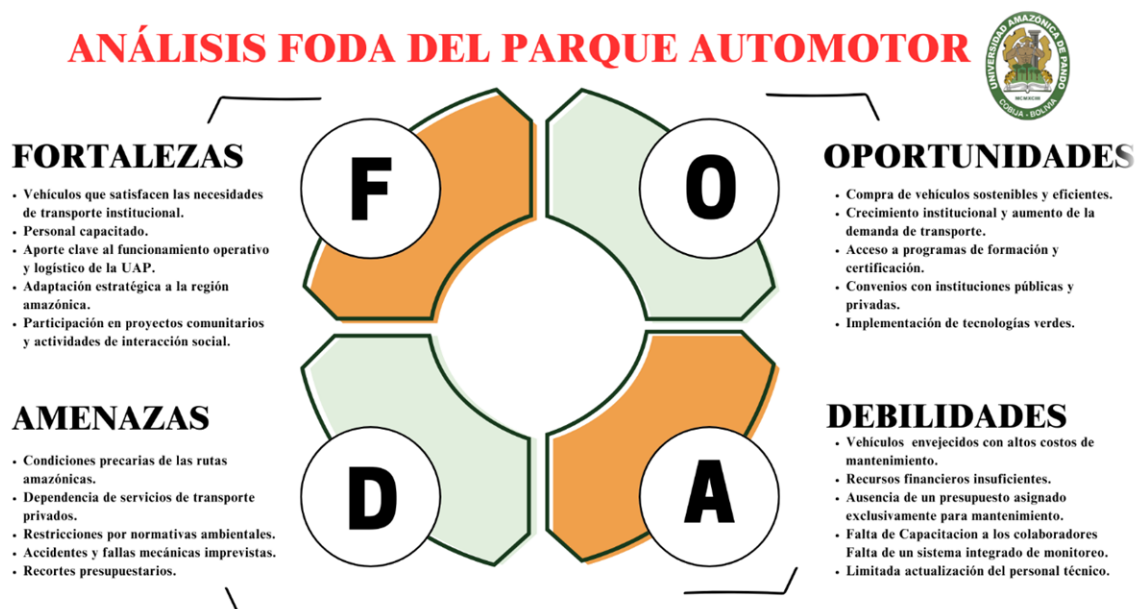 ANÁLISIS FODA DEL PARQUE AUTOMOTOR
UNIVERSIDAD AMAZÓNICA DE PANDO
MCMXCIII
COBIJA - BOLIVIA
FORTALEZAS
• Vehículos que satisfacen las necesidades
de transporte institucional.
• Personal capacitado.
• Aporte clave al funcionamiento operativo
y logístico de la UAP.
• Adaptación estratégica a la región
amazónica.
• Participación en proyectos comunitarios
y actividades de interacción social.
F
O
OPORTUNIDADES
• Compra de vehículos sostenibles y eficientes.
• Crecimiento institucional y aumento de la
demanda de transporte.
• Acceso a programas de formación y
certificación.
• Convenios con instituciones públicas y
privadas.
• Implementación de tecnologías verdes.
AMENAZAS
• Condiciones precarias de las rutas
amazónicas.
• Dependencia de servicios de transporte
privados.
• Restricciones por normativas ambientales.
• Accidentes y fallas mecánicas imprevistas.
• Recortes presupuestarios.
D
A
DEBILIDADES
• Vehículos envejecidos con altos costos de
mantenimiento.
• Recursos financieros insuficientes.
• Ausencia de un presupuesto asignado
exclusivamente para mantenimiento.
• Falta de Capacitacion a los colaboradores
Falta de un sistema integrado de monitoreo.
• Limitada actualización del personal técnico.